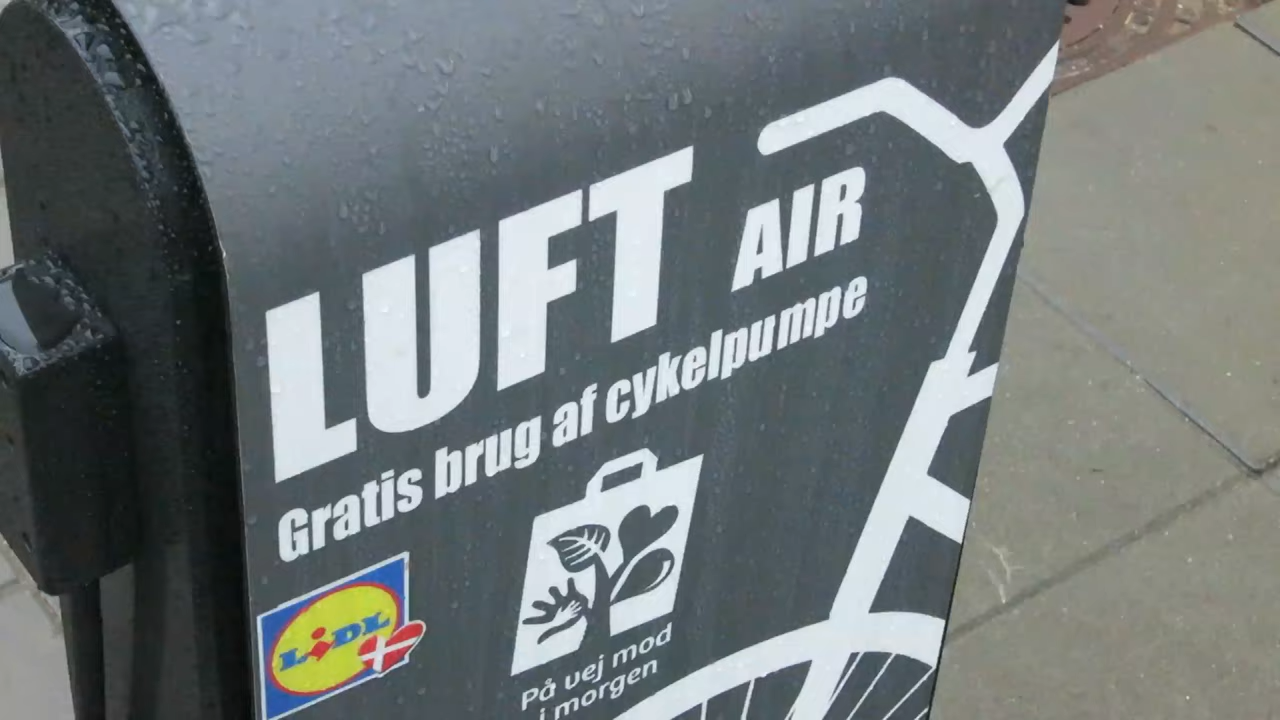 LUFT AIR
Gratis brug af cykelpumpe
LIDL
På vej mod
i morgen